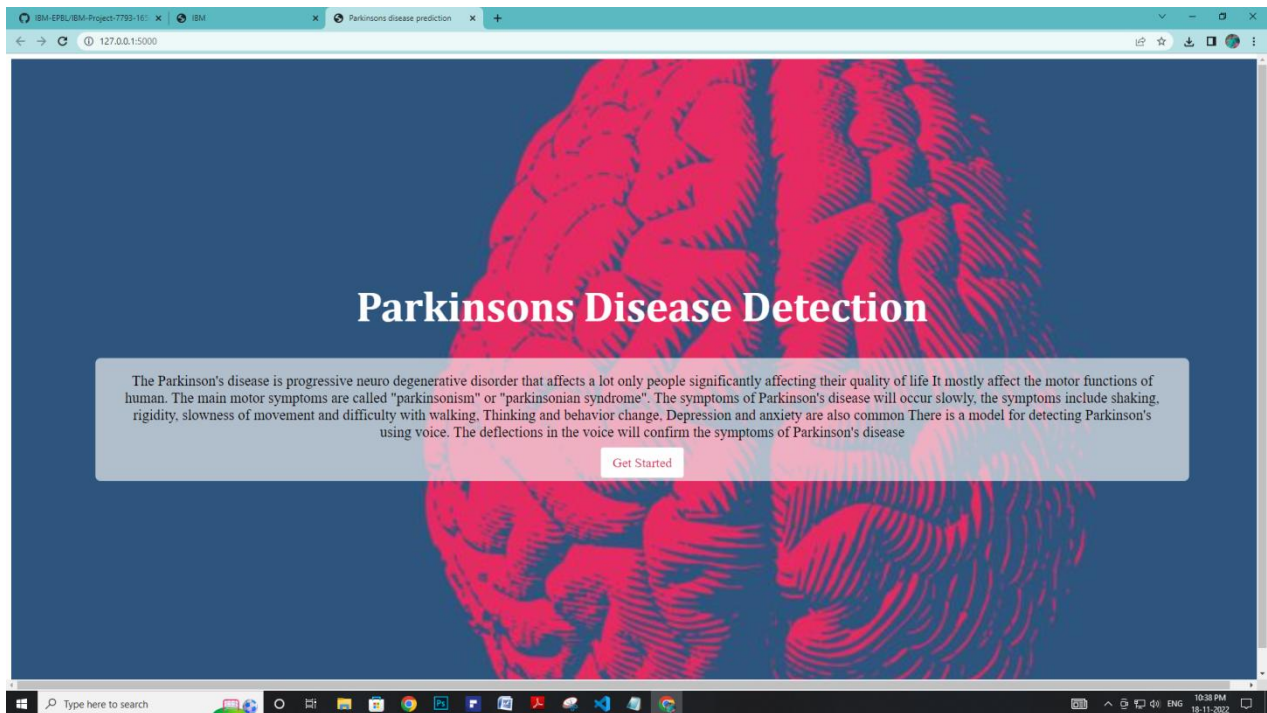 IBM-EPBL/IBM-Project-7793-165
IBM
Parkinsons disease prediction
127.0.0.1:5000
Parkinsons Disease Detection
The Parkinson's disease is progressive neuro degenerative disorder that affects a lot only people significantly affecting their quality of life It mostly affect the motor functions of
human. The main motor symptoms are called "parkinsonism" or "parkinsonian syndrome". The symptoms of Parkinson's disease will occur slowly, the symptoms include shaking,
rigidity, slowness of movement and difficulty with walking, Thinking and behavior change, Depression and anxiety are also common There is a model for detecting Parkinson's
using voice. The deflections in the voice will confirm the symptoms of Parkinson's disease
Get Started
Type here to search
Ps
ENG
10:38 PM
18-11-2022